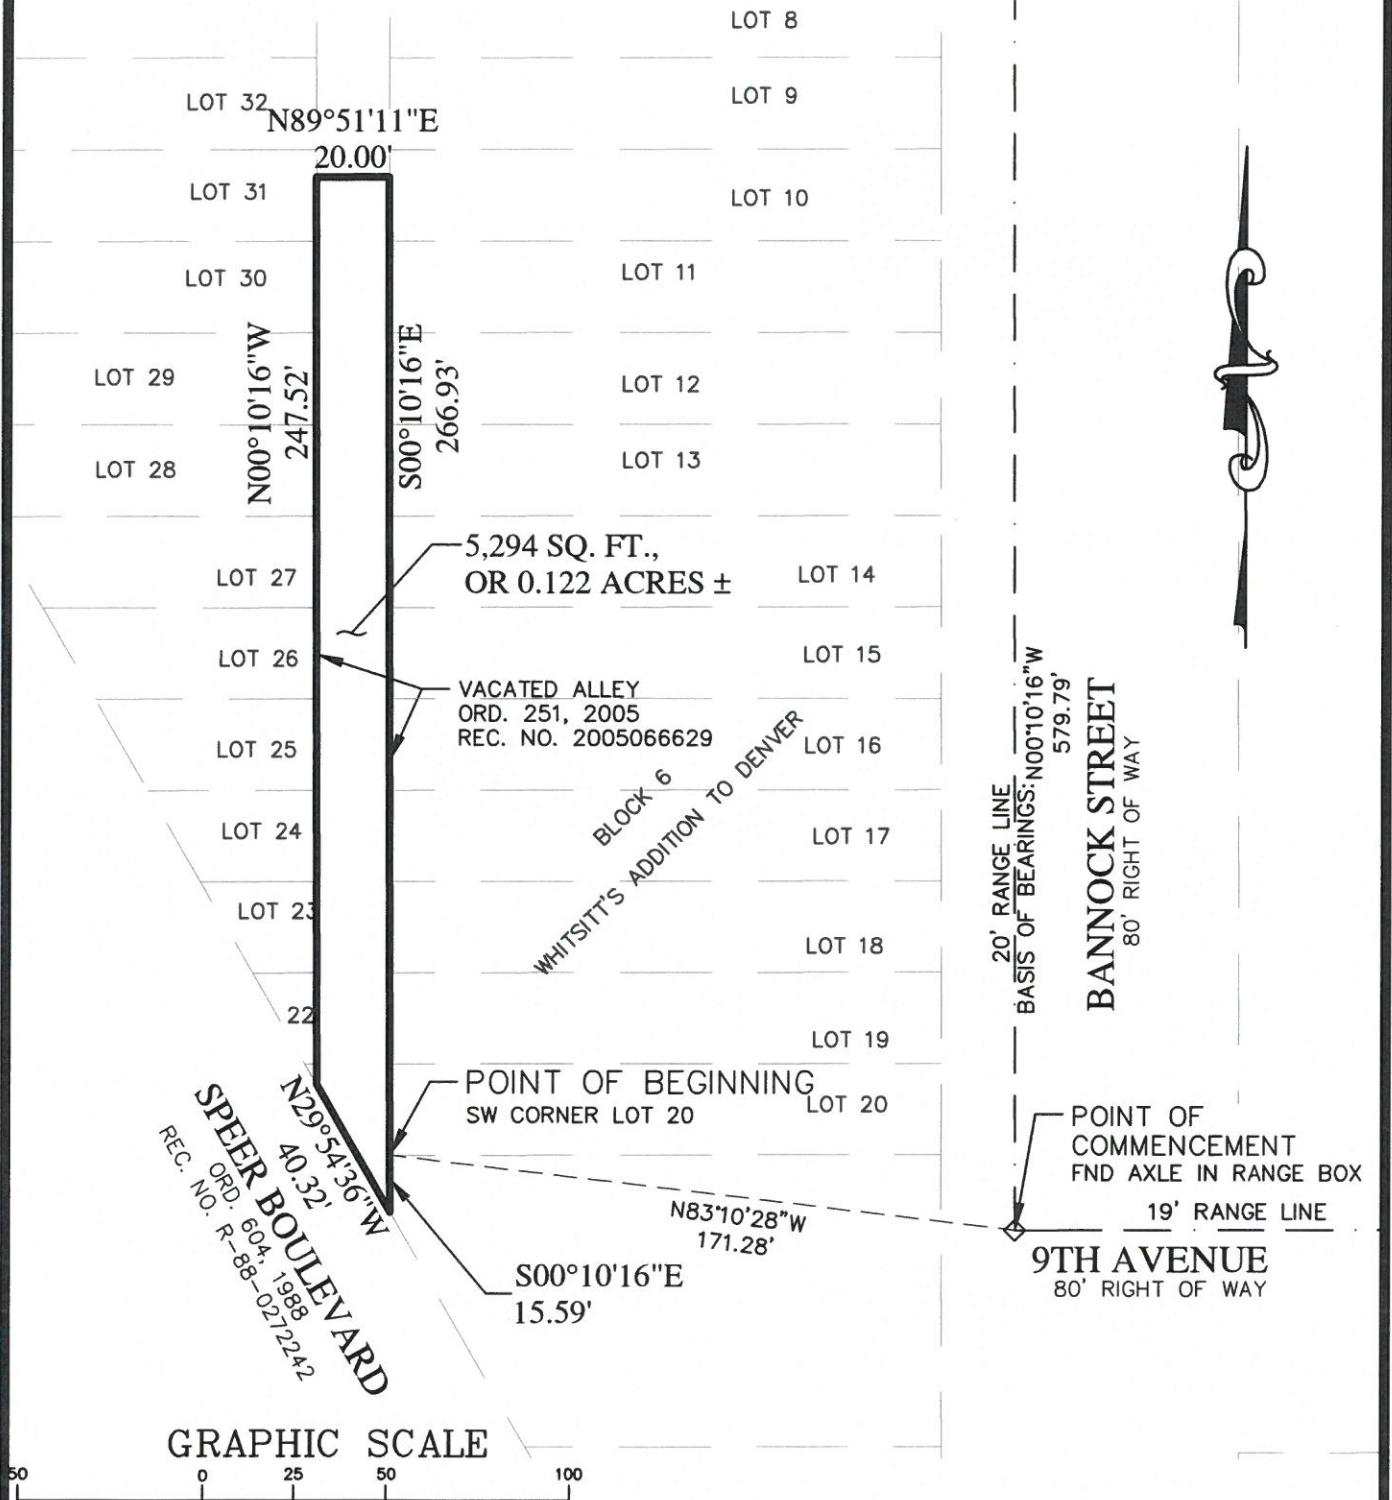 LOT 8
LOT 32
LOT 9
N89°51'11"E
20.00'
LOT 31
LOT 10
LOT 30
LOT 11
N00°10'16"W
247.52'
S00°10'16"E
266.93'
LOT 29
LOT 12
LOT 28
LOT 13
5,294 SQ. FT.,
OR 0.122 ACRES ±
LOT 27
LOT 14
LOT 26
LOT 15
VACATED ALLEY
ORD. 251, 2005
REC. NO. 2005066629
LOT 25
LOT 16
BLOCK 6
WHITSITT'S ADDITION TO DENVER
20' RANGE LINE
BASIS OF BEARINGS: N00°10'16"W
579.79'
BANNOCK STREET
80' RIGHT OF WAY
LOT 24
LOT 17
LOT 23
LOT 18
22
LOT 19
POINT OF BEGINNING
SW CORNER LOT 20
LOT 20
N29°54'36"W
40.32'
SPEER BOULEVARD
ORD. 604, 1988
REC. NO. R-88-0272242
POINT OF
COMMENCEMENT
FND AXLE IN RANGE BOX
N83°10'28"W
171.28'
19' RANGE LINE
9TH AVENUE
80' RIGHT OF WAY
S00°10'16"E
15.59'
GRAPHIC SCALE
50 0 25 50 100